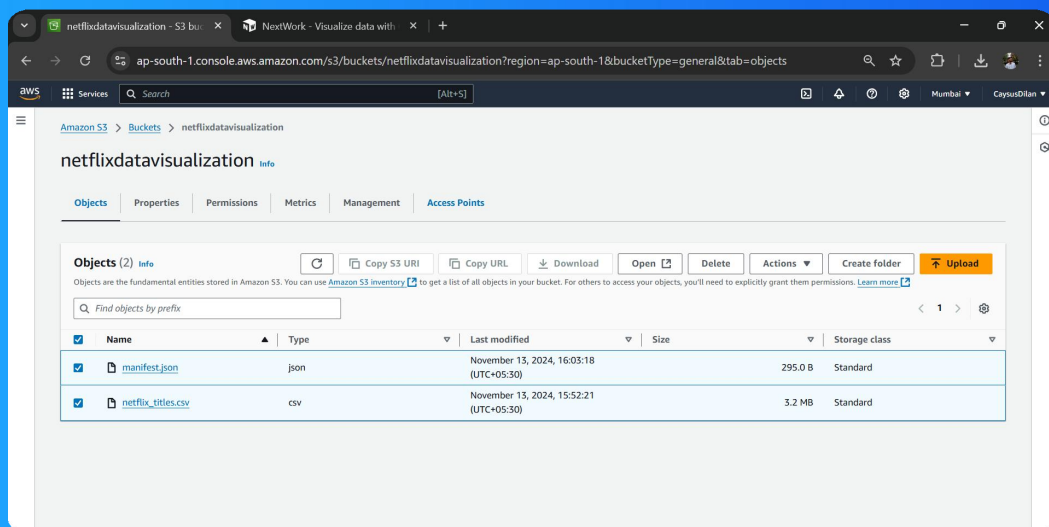 netflixdatavisualization - S3 buc
NextWork - Visualize data with
ap-south-1.console.aws.amazon.com/s3/buckets/netflixdatavisualization?region=ap-south-1&bucketType=general&tab=objects
aws Services Search [Alt+S] Mumbai CaysusDilan
Amazon S3 > Buckets > netflixdatavisualization
netflixdatavisualization Info
Objects Properties Permissions Metrics Management Access Points
Objects (2) Info Copy S3 URI Copy URL Download Open Delete Actions Create folder Upload
Objects are the fundamental entities stored in Amazon S3. You can use Amazon S3 inventory to get a list of all objects in your bucket. For others to access your objects, you'll need to explicitly grant them permissions. Learn more
Find objects by prefix < 1 >
Name Type Last modified Size Storage class
manifest.json json November 13, 2024, 16:03:18 (UTC+05:30) 295.0 B Standard
netflix_titles.csv csv November 13, 2024, 15:52:21 (UTC+05:30) 3.2 MB Standard